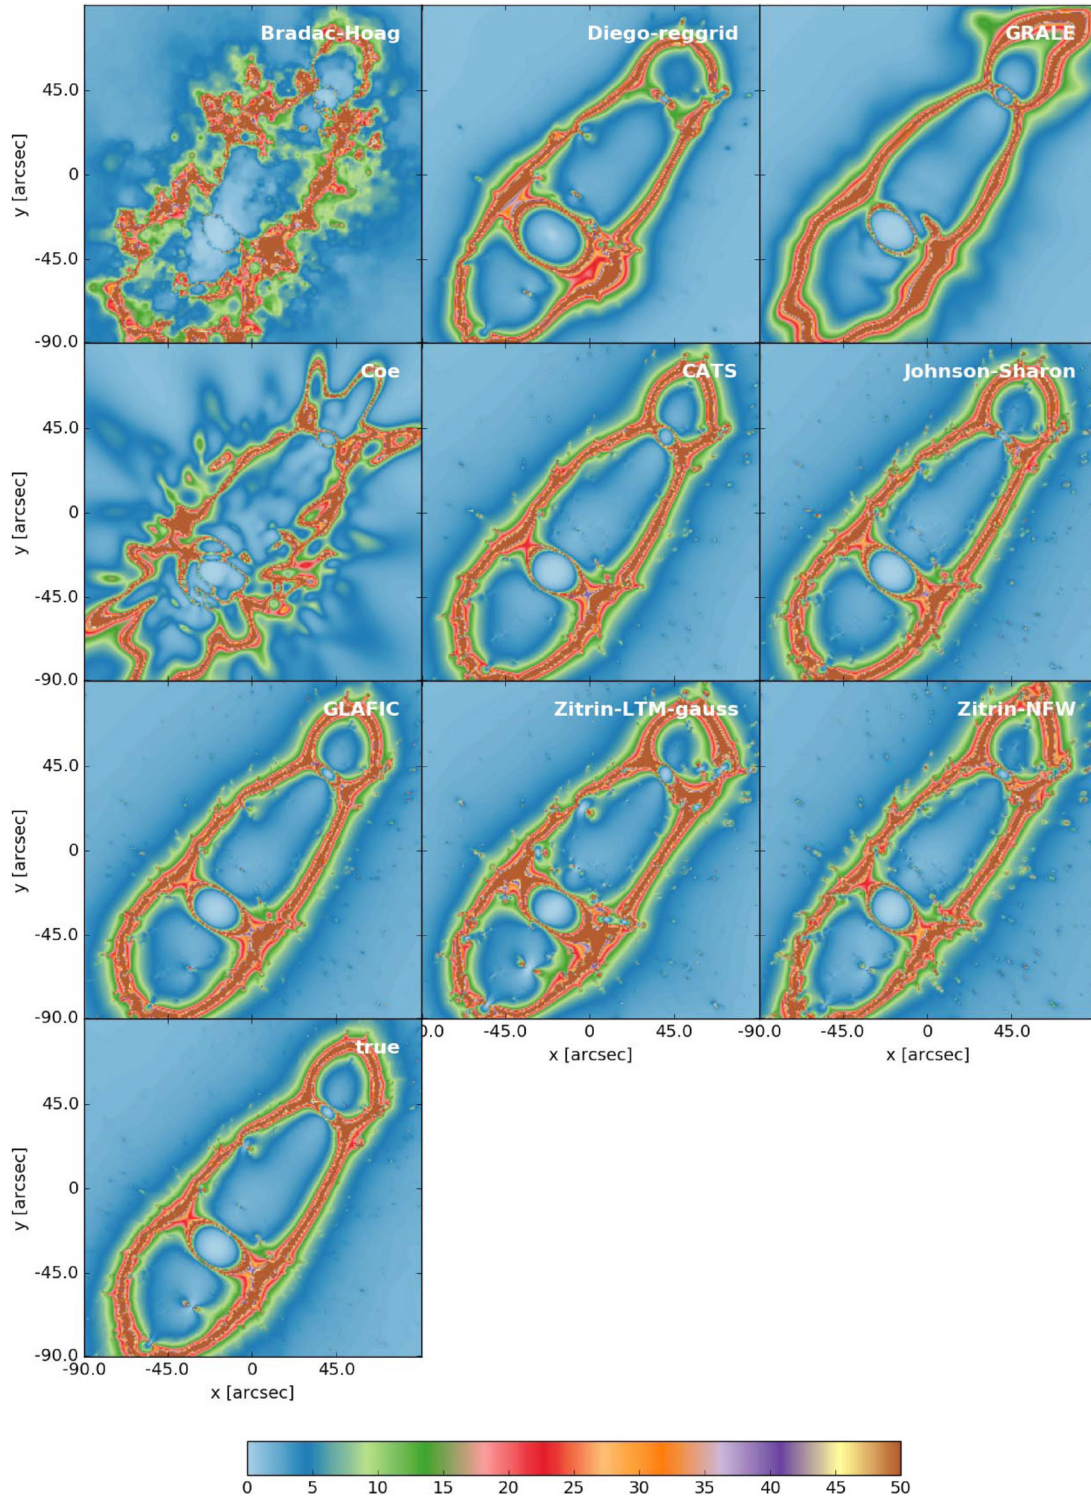 Bradac-Hoag
Diego-reggrid
GRALE
45.0
0
-45.0
-90.0
y [arcsec]
Coe
CATS
Johnson-Sharon
45.0
0
-45.0
-90.0
y [arcsec]
GLAFIC
Zitrin-LTM-gauss
Zitrin-NFW
45.0
0
-45.0
-90.0
y [arcsec]
0.0 -45.0 0 45.0 -90.0 -45.0 0 45.0
x [arcsec] x [arcsec]
true
45.0
0
-45.0
-90.0
y [arcsec]
-90.0 -45.0 0 45.0
x [arcsec]
0 5 10 15 20 25 30 35 40 45 50